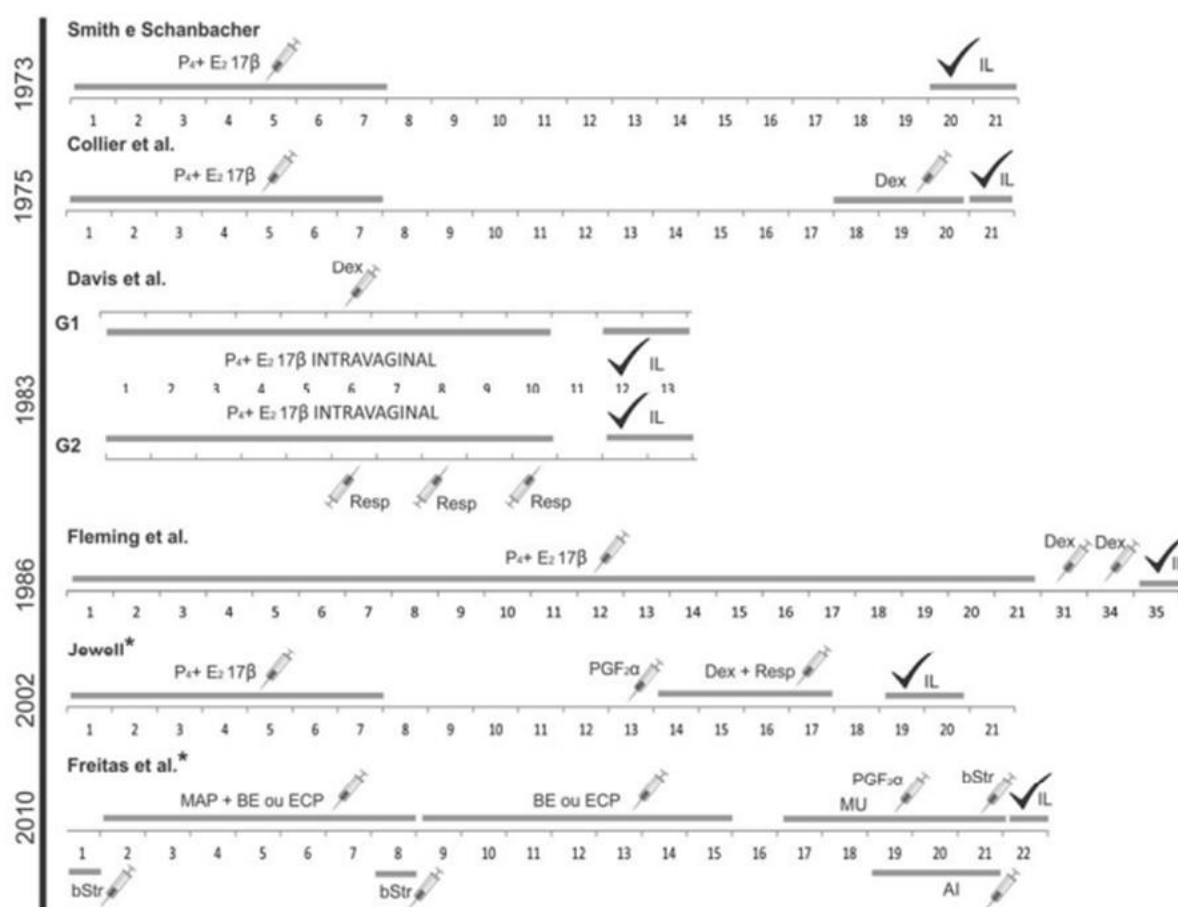 1973
Smith e Schanbacher
P₄+ E₂ 17β
IL
1 2 3 4 5 6 7 8 9 10 11 12 13 14 15 16 17 18 19 20 21
1975
Collier et al.
P₄+ E₂ 17β
Dex
IL
1 2 3 4 5 6 7 8 9 10 11 12 13 14 15 16 17 18 19 20 21
1983
Davis et al.
Dex
G1
P₄+ E₂ 17β INTRAVAGINAL
IL
1 2 3 4 5 6 7 8 9 10 11 12 13
P₄+ E₂ 17β INTRAVAGINAL
IL
G2
Resp Resp Resp
1986
Fleming et al.
P₄+ E₂ 17β
Dex Dex
IL
1 2 3 4 5 6 7 8 9 10 11 12 13 14 15 16 17 18 19 20 21 31 34 35
2002
Jewell*
P₄+ E₂ 17β
PGF₂α
Dex + Resp
IL
1 2 3 4 5 6 7 8 9 10 11 12 13 14 15 16 17 18 19 20 21
2010
Freitas et al.*
MAP + BE ou ECP
BE ou ECP
PGF₂α
MU
bStr
IL
1 2 3 4 5 6 7 8 9 10 11 12 13 14 15 16 17 18 19 20 21 22
bStr bStr AI